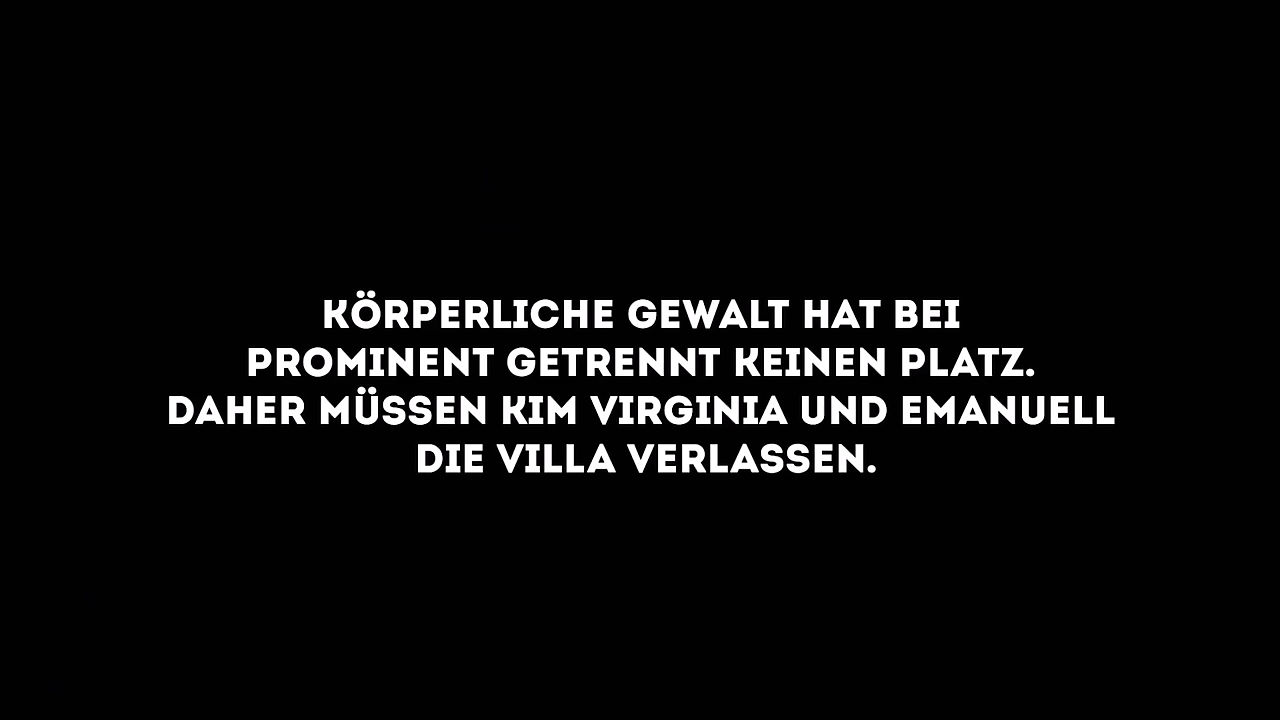 KÖRPERLICHE GEWALT HAT BEI
PROMINENT GETRENNT KEINEN PLATZ.
DAHER MÜSSEN KIM VIRGINIA UND EMANUELL
DIE VILLA VERLASSEN.